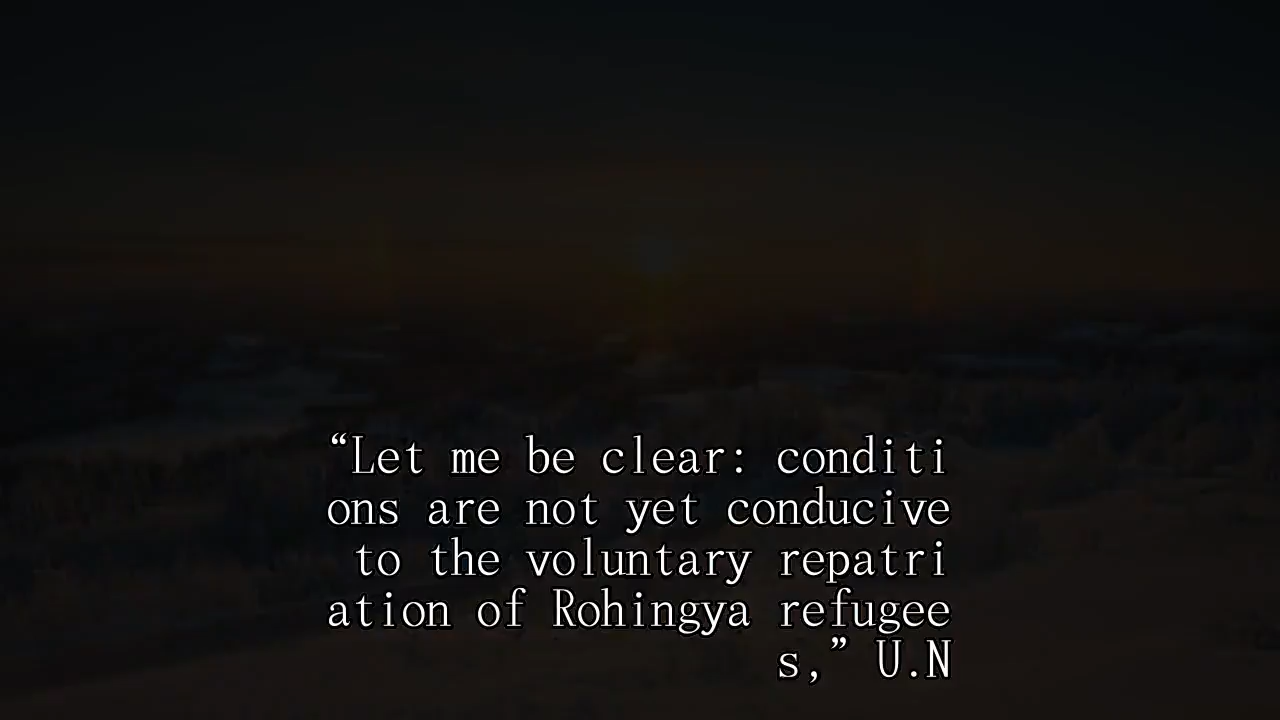 “Let me be clear: conditi
ons are not yet conducive
to the voluntary repatri
ation of Rohingya refugee
s,” U.N